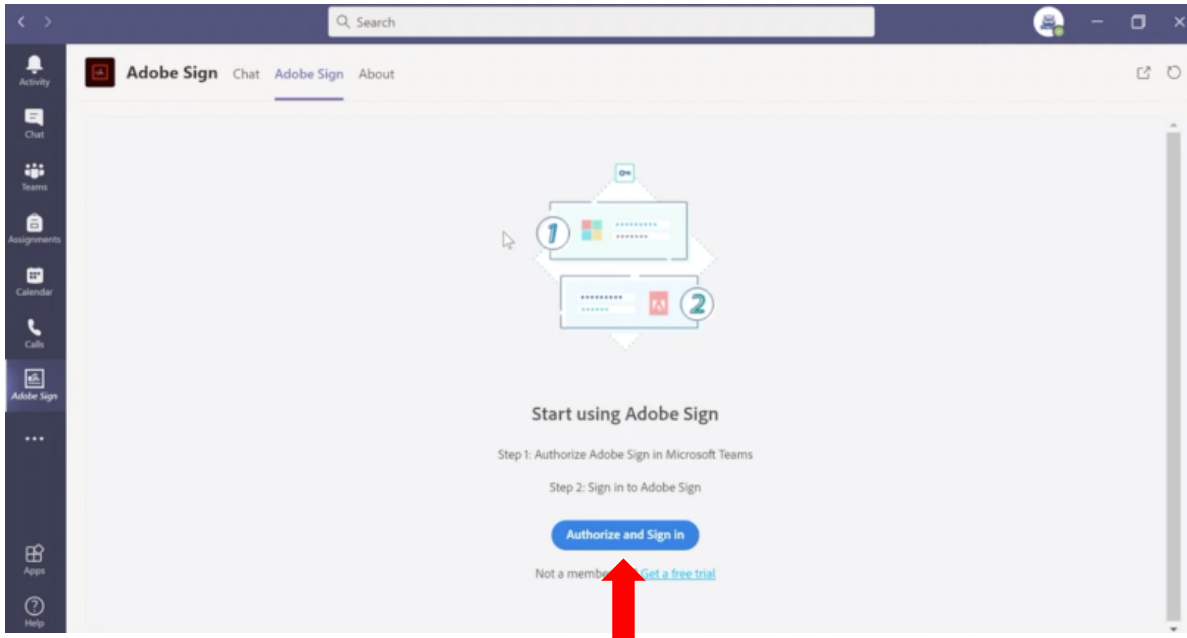 Search
Activity
Chat
Teams
Assignments
Calendar
Calls
Adobe Sign
Apps
Help
Adobe Sign Chat Adobe Sign About
1
2
Start using Adobe Sign
Step 1: Authorize Adobe Sign in Microsoft Teams
Step 2: Sign in to Adobe Sign
Authorize and Sign in
Not a memb Get a free trial